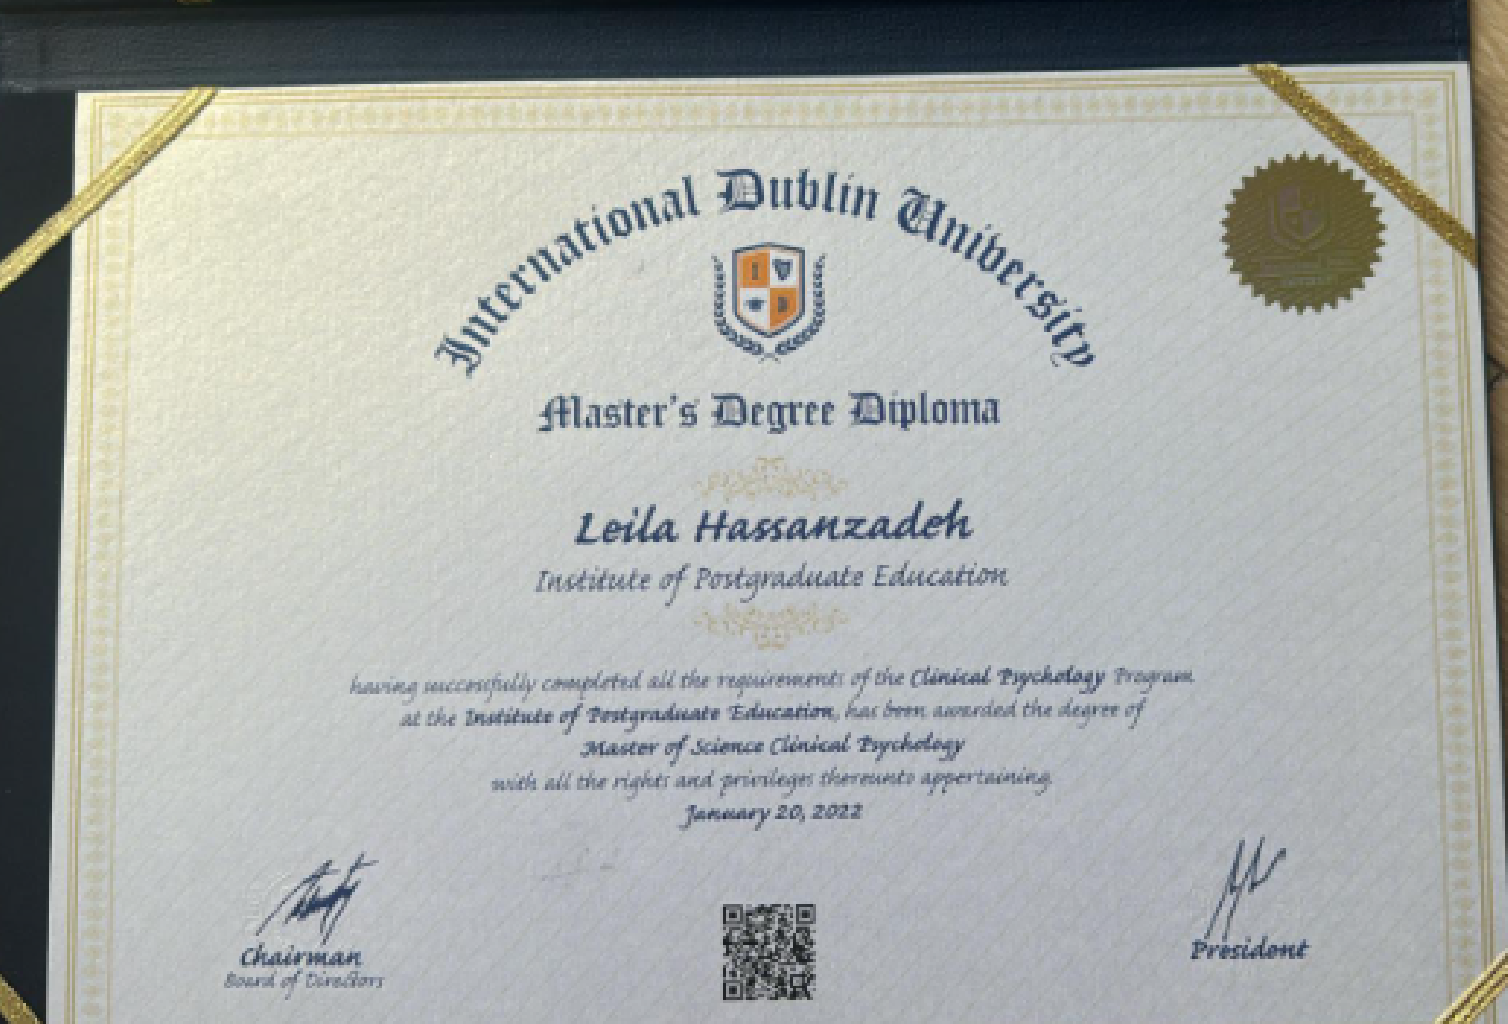 International Dublin University
I
D
Master's Degree Diploma
Leila Hassanzadeh
Institute of Postgraduate Education
having successfully completed all the requirements of the Clinical Psychology Program
at the Institute of Postgraduate Education, has been awarded the degree of
Master of Science Clinical Psychology
with all the rights and privileges thereunto appertaining.
January 20, 2022
Chairman
Board of Directors
President